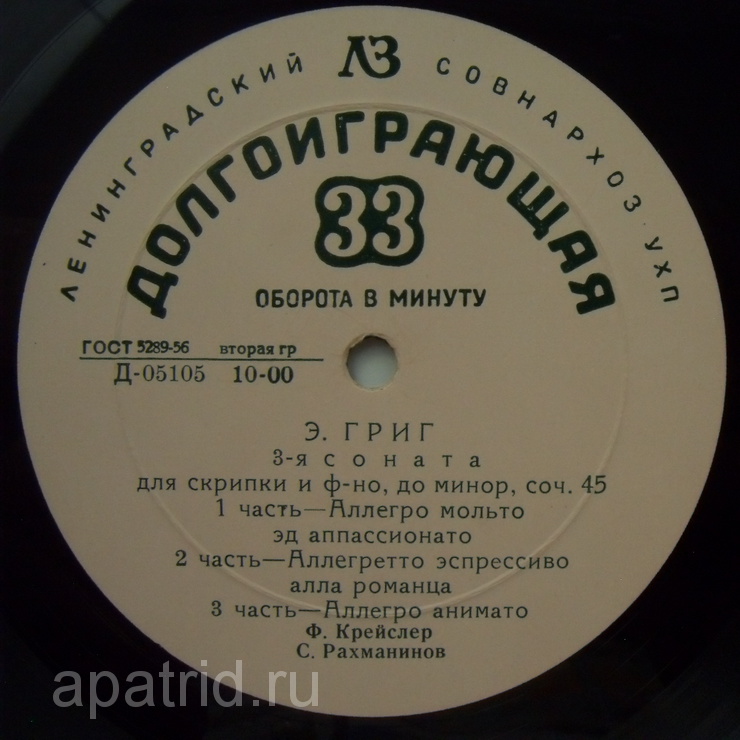 ЛЕНИНГРАДСКИЙ ЛЗ СОВНАРХОЗ УХП
ДОЛГОИГРАЮЩАЯ
33
ОБОРОТА В МИНУТУ
ГОСТ 5289-56 вторая гр
Д-05105 10-00
Э. ГРИГ
3-я соната
для скрипки и ф-но, до минор, соч. 45
1 часть—Аллегро мольто
эд аппассионато
2 часть—Аллегретто эспрессиво
алла романца
3 часть—Аллегро анимато
Ф. Крейслер
С. Рахманинов
apatrid.ru